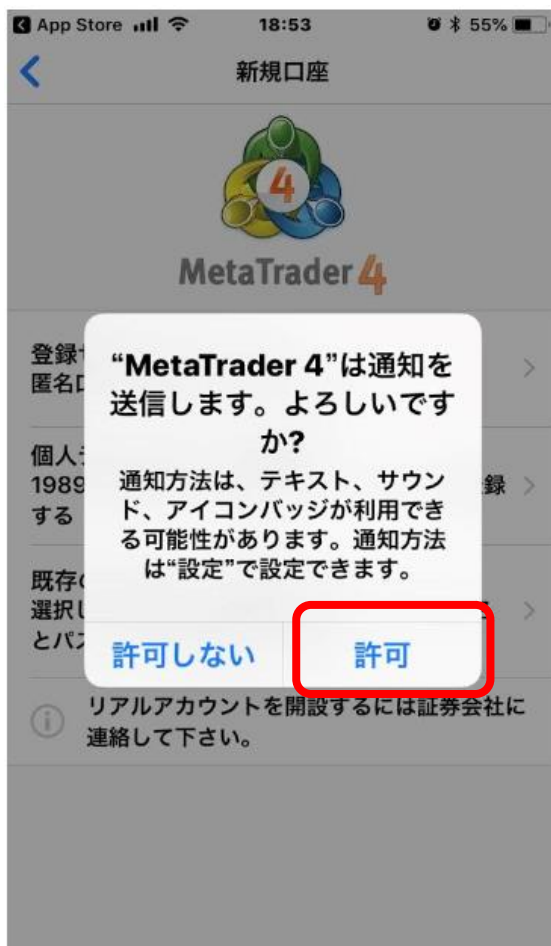 App Store 18:53 55%
新規口座
4
MetaTrader 4
登録
匿名
“MetaTrader 4”は通知を
送信します。よろしいです
か?
通知方法は、テキスト、サウン
ド、アイコンバッジが利用でき
る可能性があります。通知方法
は“設定”で設定できます。
個人
1989 録
する
既存
選択し
とパス
許可しない 許可
リアルアカウントを開設するには証券会社に
連絡して下さい。